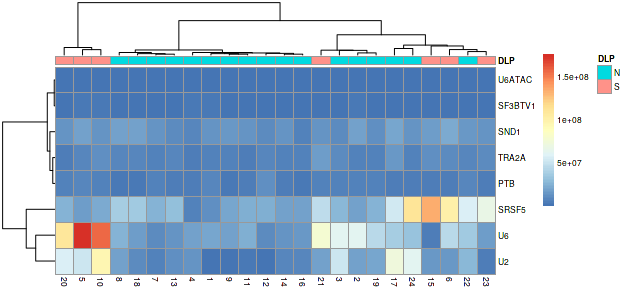 DLP
DLP
N
S
U6ATAC
SF3BTV1
SND1
TRA2A
PTB
SRSF5
U6
U2
1.5e+08
1e+08
5e+07
20 5 10 8 18 7 13 4 1 9 11 12 14 16 21 3 2 19 17 24 15 6 22 23